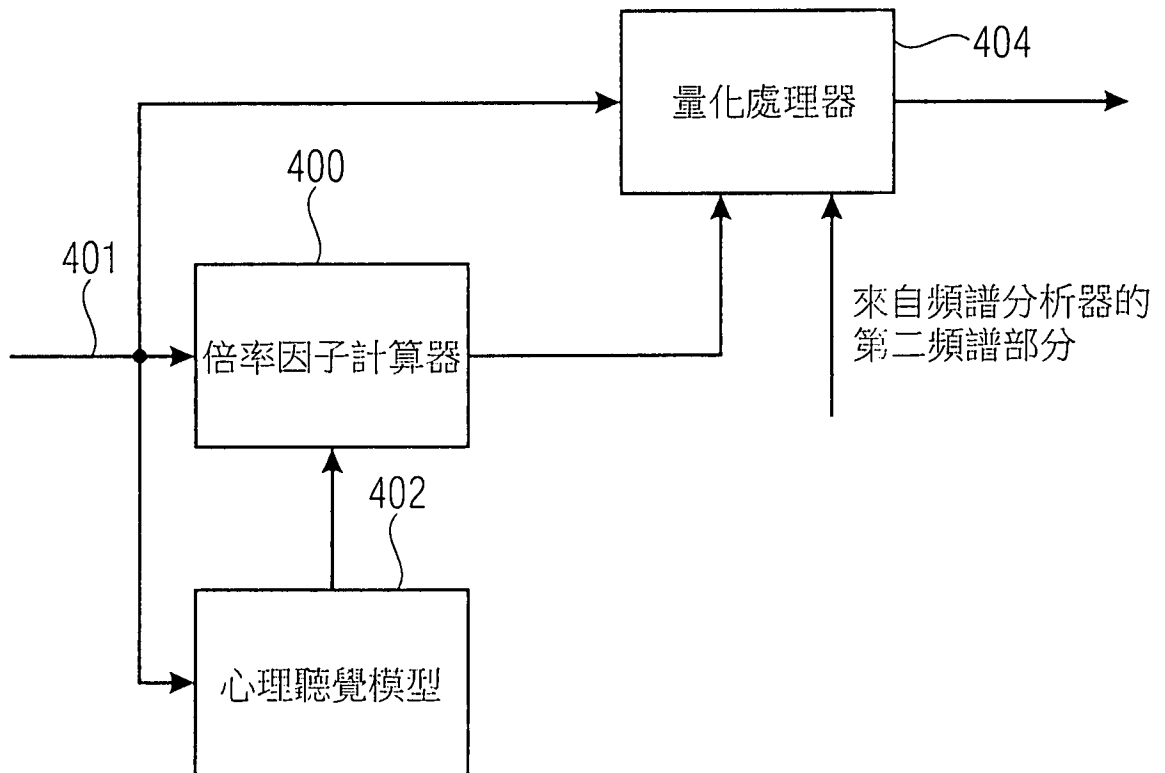 404
量化處理器
400
401
來自頻譜分析器的
第二頻譜部分
倍率因子計算器
402
心理聽覺模型